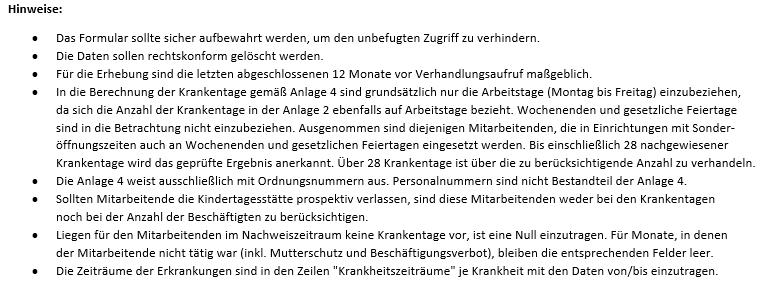 Hinweise:
• Das Formular sollte sicher aufbewahrt werden, um den unbefugten Zugriff zu verhindern.
• Die Daten sollen rechtskonform gelöscht werden.
• Für die Erhebung sind die letzten abgeschlossenen 12 Monate vor Verhandlungsaufruf maßgeblich.
• In die Berechnung der Krankentage gemäß Anlage 4 sind grundsätzlich nur die Arbeitstage (Montag bis Freitag) einzubeziehen,
da sich die Anzahl der Krankentage in der Anlage 2 ebenfalls auf Arbeitstage bezieht. Wochenenden und gesetzliche Feiertage
sind in die Betrachtung nicht einzubeziehen. Ausgenommen sind diejenigen Mitarbeitenden, die in Einrichtungen mit Sonder-
öffnungszeiten auch an Wochenenden und gesetzlichen Feiertagen eingesetzt werden. Bis einschließlich 28 nachgewiesener
Krankentage wird das geprüfte Ergebnis anerkannt. Über 28 Krankentage ist über die zu berücksichtigende Anzahl zu verhandeln.
• Die Anlage 4 weist ausschließlich mit Ordnungsnummern aus. Personalnummern sind nicht Bestandteil der Anlage 4.
• Sollten Mitarbeitende die Kindertagesstätte prospektiv verlassen, sind diese Mitarbeitenden weder bei den Krankentagen
noch bei der Anzahl der Beschäftigten zu berücksichtigen.
• Liegen für den Mitarbeitenden im Nachweiszeitraum keine Krankentage vor, ist eine Null einzutragen. Für Monate, in denen
der Mitarbeitende nicht tätig war (inkl. Mutterschutz und Beschäftigungsverbot), bleiben die entsprechenden Felder leer.
• Die Zeiträume der Erkrankungen sind in den Zeilen "Krankheitszeiträume" je Krankheit mit den Daten von/bis einzutragen.